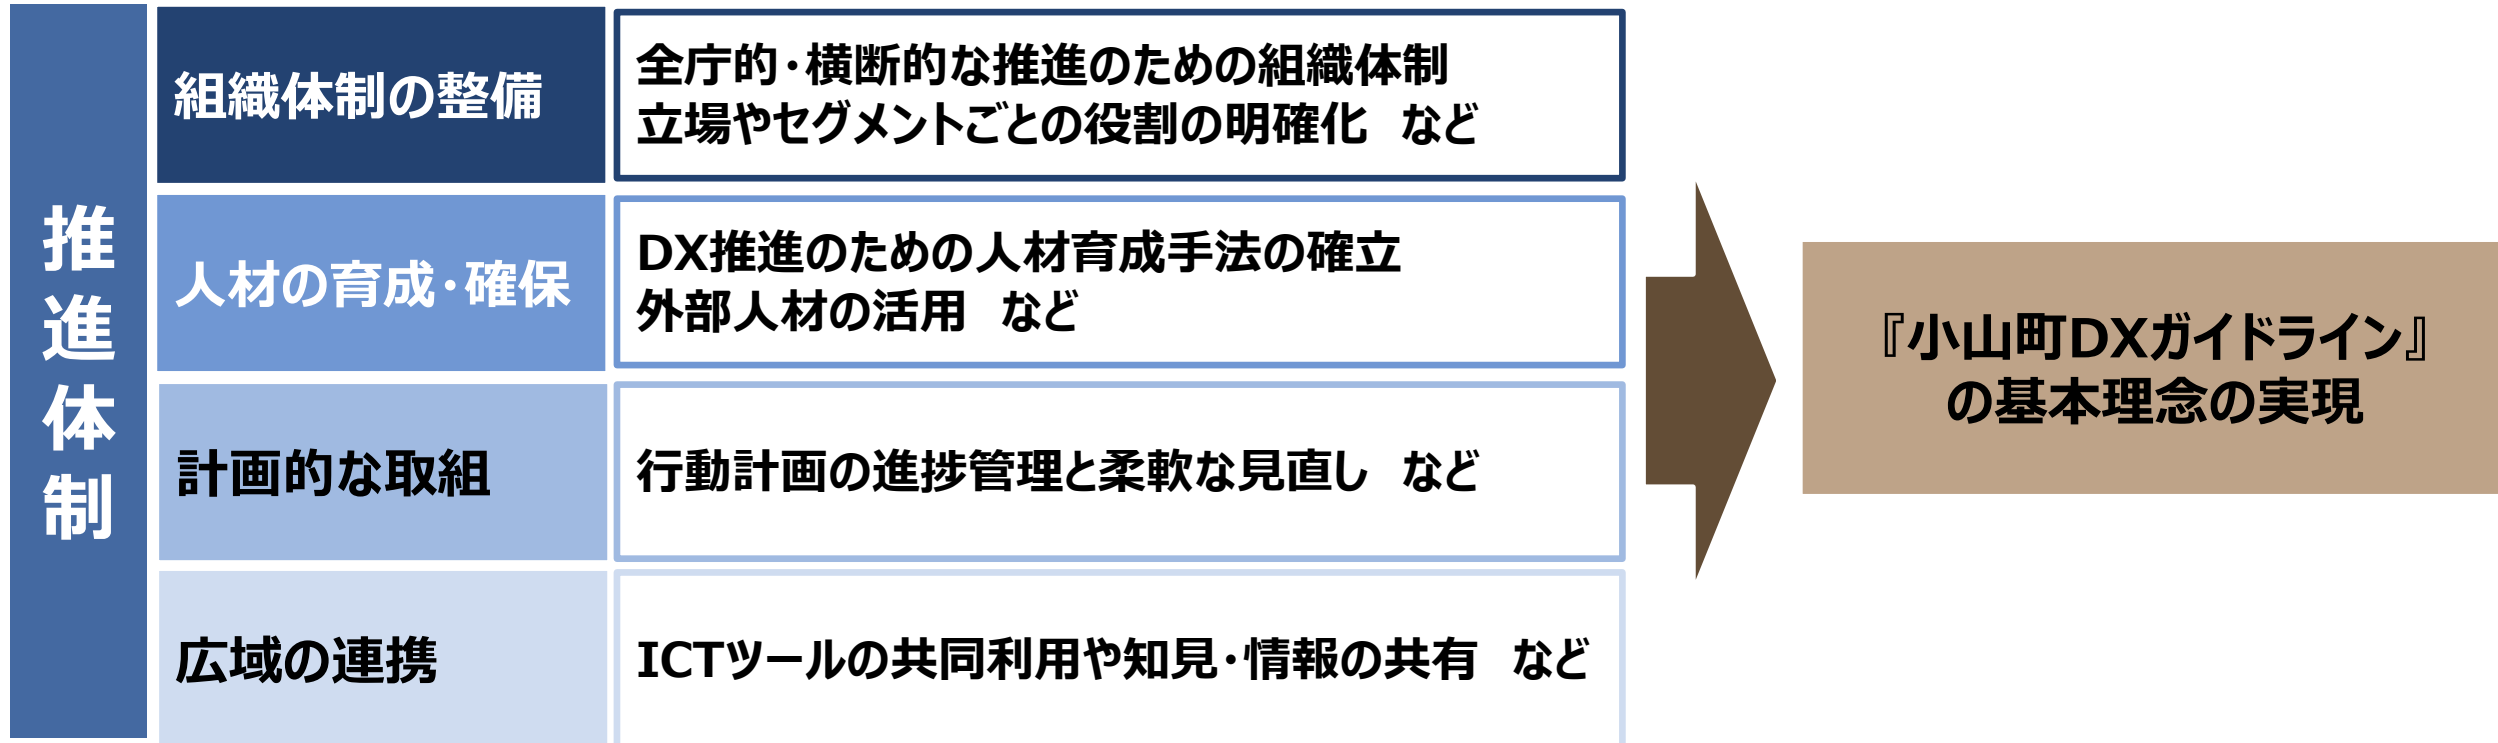 推進体制
組織体制の整備
全庁的・横断的な推進のための組織体制
立場やセグメントごとの役割の明確化　など
人材の育成・確保
DX推進のための人材育成手法の確立
外部人材の活用　など
計画的な取組
行動計画の進捗管理と柔軟な見直し　など
広域の連携
ICTツールの共同利用や人的・情報の共有　など
『小山町DXガイドライン』
の基本理念の実現